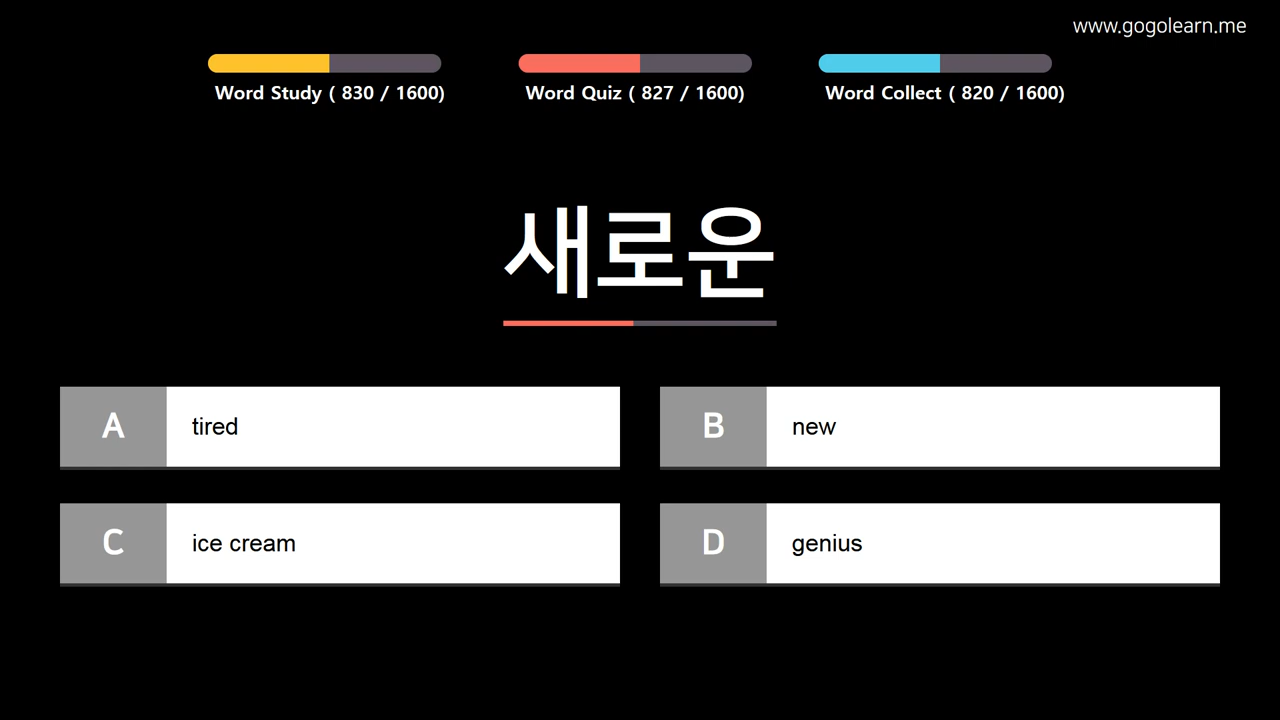 www.gogolearn.me
Word Study ( 830 / 1600)
Word Quiz ( 827 / 1600)
Word Collect ( 820 / 1600)
새로운
A tired
B new
C ice cream
D genius